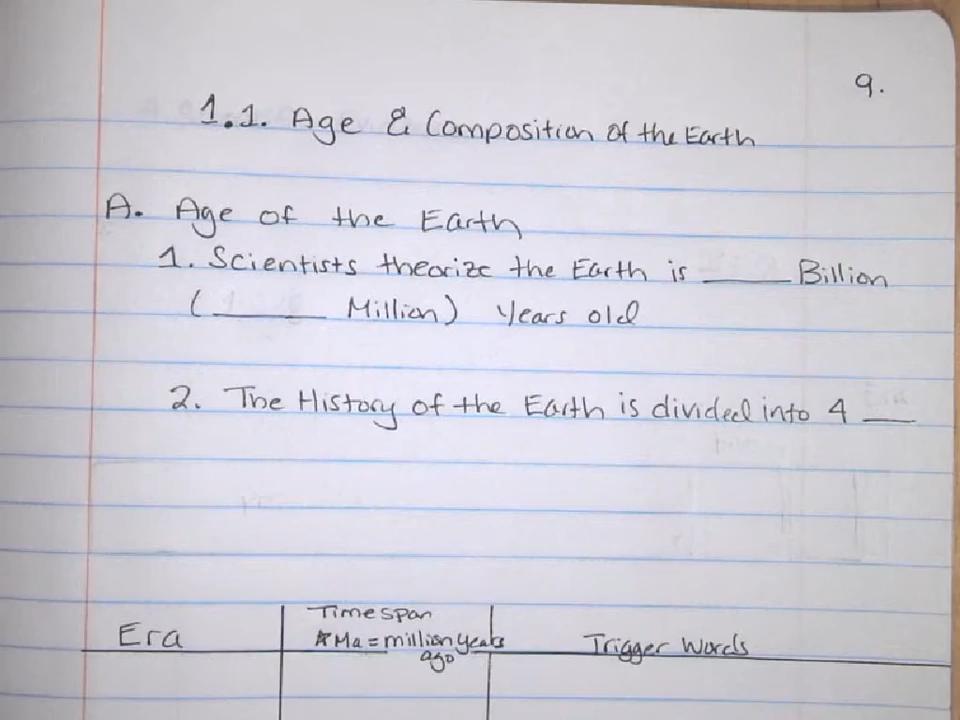 9.
1.1. Age & Composition of the Earth
A. Age of the Earth
1. Scientists theorize the Earth is _____ Billion
(______ Million) Years old
2. The History of the Earth is divided into 4 ___
Timespan
Era *Ma = million years Trigger Words
ago